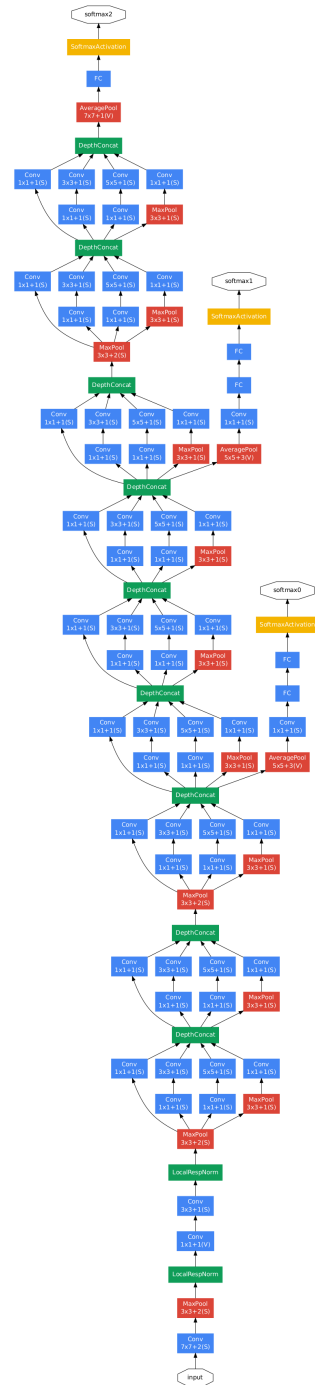 softmax2
SoftmaxActivation
FC
AveragePool
7x7+1(V)
DepthConcat
Conv Conv Conv Conv
1x1+1(S) 3x3+1(S) 5x5+1(S) 1x1+1(S)
Conv Conv MaxPool
1x1+1(S) 1x1+1(S) 3x3+1(S)
DepthConcat
Conv Conv Conv Conv
1x1+1(S) 3x3+1(S) 5x5+1(S) 1x1+1(S)
softmax1
Conv Conv MaxPool
1x1+1(S) 1x1+1(S) 3x3+1(S)
SoftmaxActivation
MaxPool
3x3+2(S)
FC
DepthConcat
FC
Conv Conv Conv Conv Conv
1x1+1(S) 3x3+1(S) 5x5+1(S) 1x1+1(S) 1x1+1(S)
Conv Conv MaxPool AveragePool
1x1+1(S) 1x1+1(S) 3x3+1(S) 5x5+3(V)
DepthConcat
Conv Conv Conv Conv
1x1+1(S) 3x3+1(S) 5x5+1(S) 1x1+1(S)
Conv Conv MaxPool
1x1+1(S) 1x1+1(S) 3x3+1(S)
DepthConcat
softmax0
Conv Conv Conv Conv
1x1+1(S) 3x3+1(S) 5x5+1(S) 1x1+1(S)
SoftmaxActivation
Conv Conv MaxPool
1x1+1(S) 1x1+1(S) 3x3+1(S)
FC
DepthConcat
FC
Conv Conv Conv Conv Conv
1x1+1(S) 3x3+1(S) 5x5+1(S) 1x1+1(S) 1x1+1(S)
Conv Conv MaxPool AveragePool
1x1+1(S) 1x1+1(S) 3x3+1(S) 5x5+3(V)
DepthConcat
Conv Conv Conv Conv
1x1+1(S) 3x3+1(S) 5x5+1(S) 1x1+1(S)
Conv Conv MaxPool
1x1+1(S) 1x1+1(S) 3x3+1(S)
MaxPool
3x3+2(S)
DepthConcat
Conv Conv Conv Conv
1x1+1(S) 3x3+1(S) 5x5+1(S) 1x1+1(S)
Conv Conv MaxPool
1x1+1(S) 1x1+1(S) 3x3+1(S)
DepthConcat
Conv Conv Conv Conv
1x1+1(S) 3x3+1(S) 5x5+1(S) 1x1+1(S)
Conv Conv MaxPool
1x1+1(S) 1x1+1(S) 3x3+1(S)
MaxPool
3x3+2(S)
LocalRespNorm
Conv
3x3+1(S)
Conv
1x1+1(V)
LocalRespNorm
MaxPool
3x3+2(S)
Conv
7x7+2(S)
input